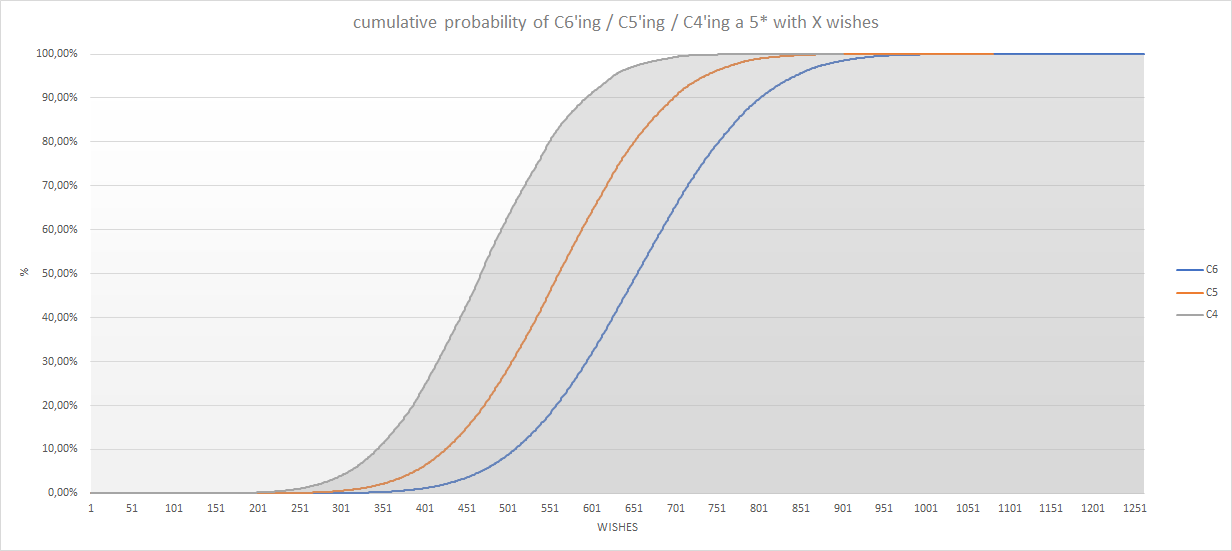 cumulative probability of C6'ing / C5'ing / C4'ing a 5* with X wishes
100,00%
90,00%
80,00%
70,00%
60,00%
50,00%
40,00%
30,00%
20,00%
10,00%
0,00%
%
1 51 101 151 201 251 301 351 401 451 501 551 601 651 701 751 801 851 901 951 1001 1051 1101 1151 1201 1251
WISHES
C6
C5
C4